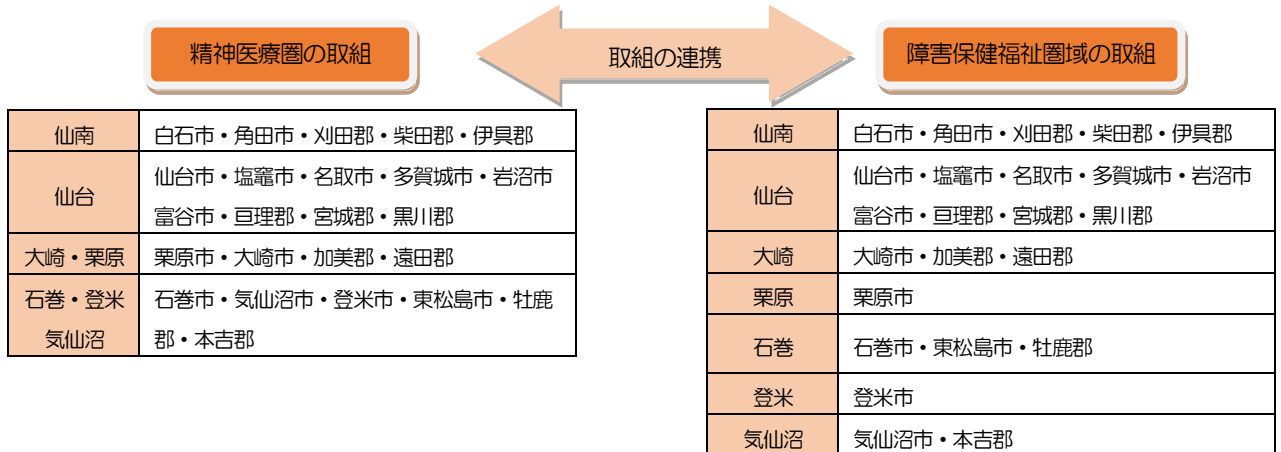 精神医療圏の取組
取組の連携
障害保健福祉圏域の取組
仙南
白石市・角田市・刈田郡・柴田郡・伊具郡
仙台
仙台市・塩竈市・名取市・多賀城市・岩沼市
富谷市・亘理郡・宮城郡・黒川郡
大崎・栗原
栗原市・大崎市・加美郡・遠田郡
石巻・登米
気仙沼
石巻市・気仙沼市・登米市・東松島市・牡鹿
郡・本吉郡
仙南
白石市・角田市・刈田郡・柴田郡・伊具郡
仙台
仙台市・塩竈市・名取市・多賀城市・岩沼市
富谷市・亘理郡・宮城郡・黒川郡
大崎
大崎市・加美郡・遠田郡
栗原
栗原市
石巻
石巻市・東松島市・牡鹿郡
登米
登米市
気仙沼
気仙沼市・本吉郡